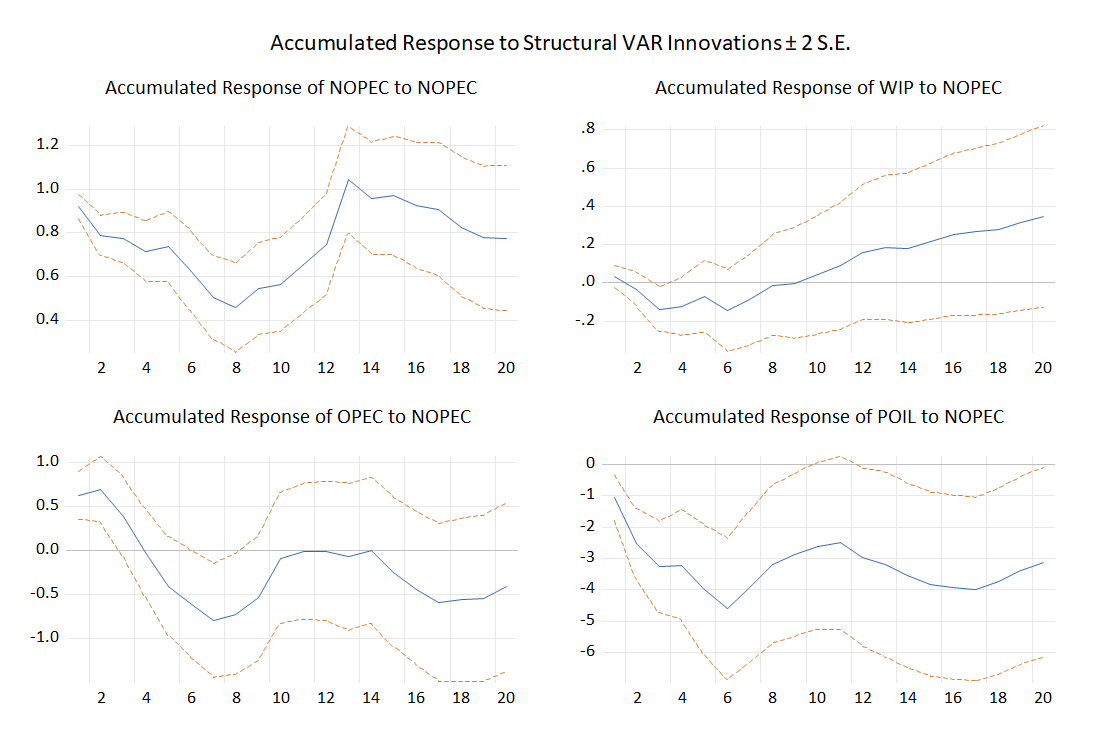 Accumulated Response to Structural VAR Innovations ± 2 S.E.
Accumulated Response of NOPEC to NOPEC
1.2
1.0
0.8
0.6
0.4
2 4 6 8 10 12 14 16 18 20
Accumulated Response of WIP to NOPEC
.8
.6
.4
.2
.0
-.2
2 4 6 8 10 12 14 16 18 20
Accumulated Response of OPEC to NOPEC
1.0
0.5
0.0
-0.5
-1.0
2 4 6 8 10 12 14 16 18 20
Accumulated Response of POIL to NOPEC
0
-1
-2
-3
-4
-5
-6
2 4 6 8 10 12 14 16 18 20